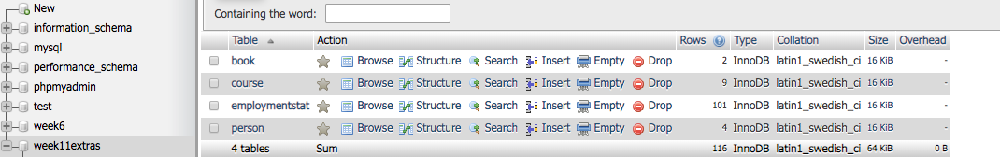 New
information_schema
mysql
performance_schema
phpmyadmin
test
week6
week11extras
Containing the word:
Table Action Rows Type Collation Size Overhead
book Browse Structure Search Insert Empty Drop 2 InnoDB latin1_swedish_ci 16 KiB -
course Browse Structure Search Insert Empty Drop 9 InnoDB latin1_swedish_ci 16 KiB -
employmentstat Browse Structure Search Insert Empty Drop 101 InnoDB latin1_swedish_ci 16 KiB -
person Browse Structure Search Insert Empty Drop 4 InnoDB latin1_swedish_ci 16 KiB -
4 tables Sum 116 InnoDB latin1_swedish_ci 64 KiB 0 B